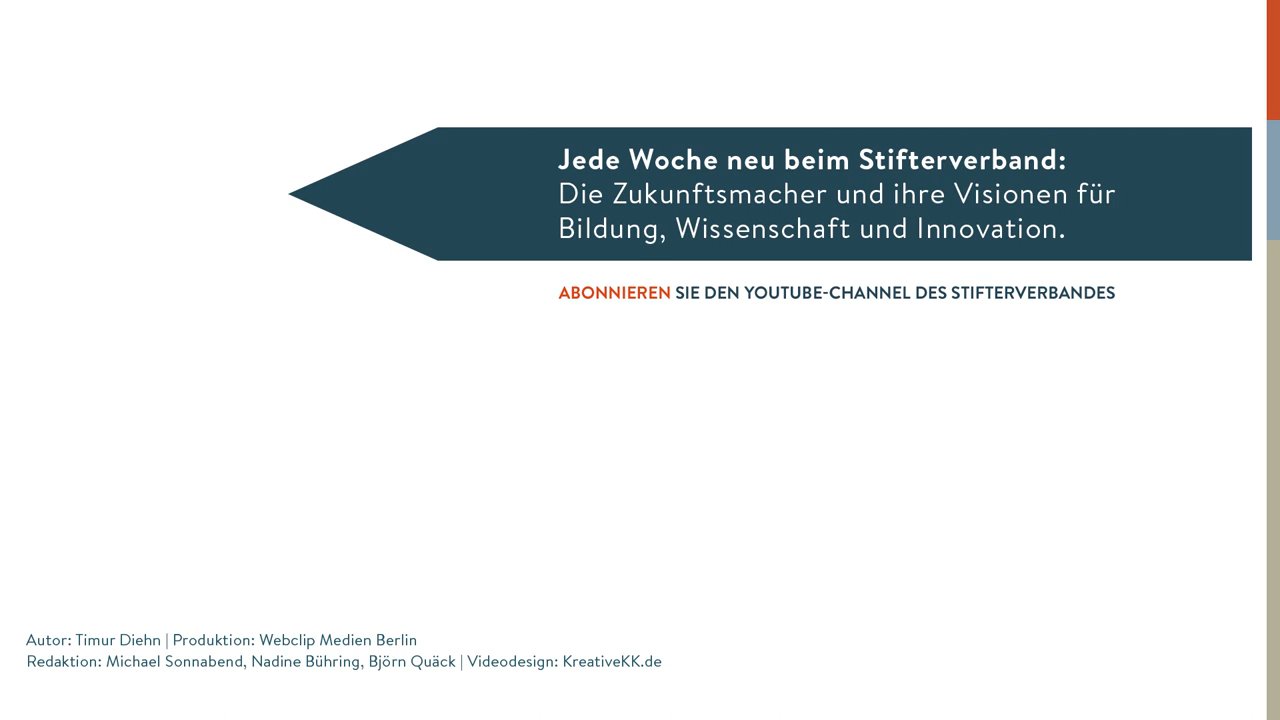 Jede Woche neu beim Stifterverband:
Die Zukunftsmacher und ihre Visionen für
Bildung, Wissenschaft und Innovation.
ABONNIEREN SIE DEN YOUTUBE-CHANNEL DES STIFTERVERBANDES
Autor: Timur Diehn | Produktion: Webclip Medien Berlin
Redaktion: Michael Sonnabend, Nadine Bühring, Björn Quäck | Videodesign: KreativeKK.de